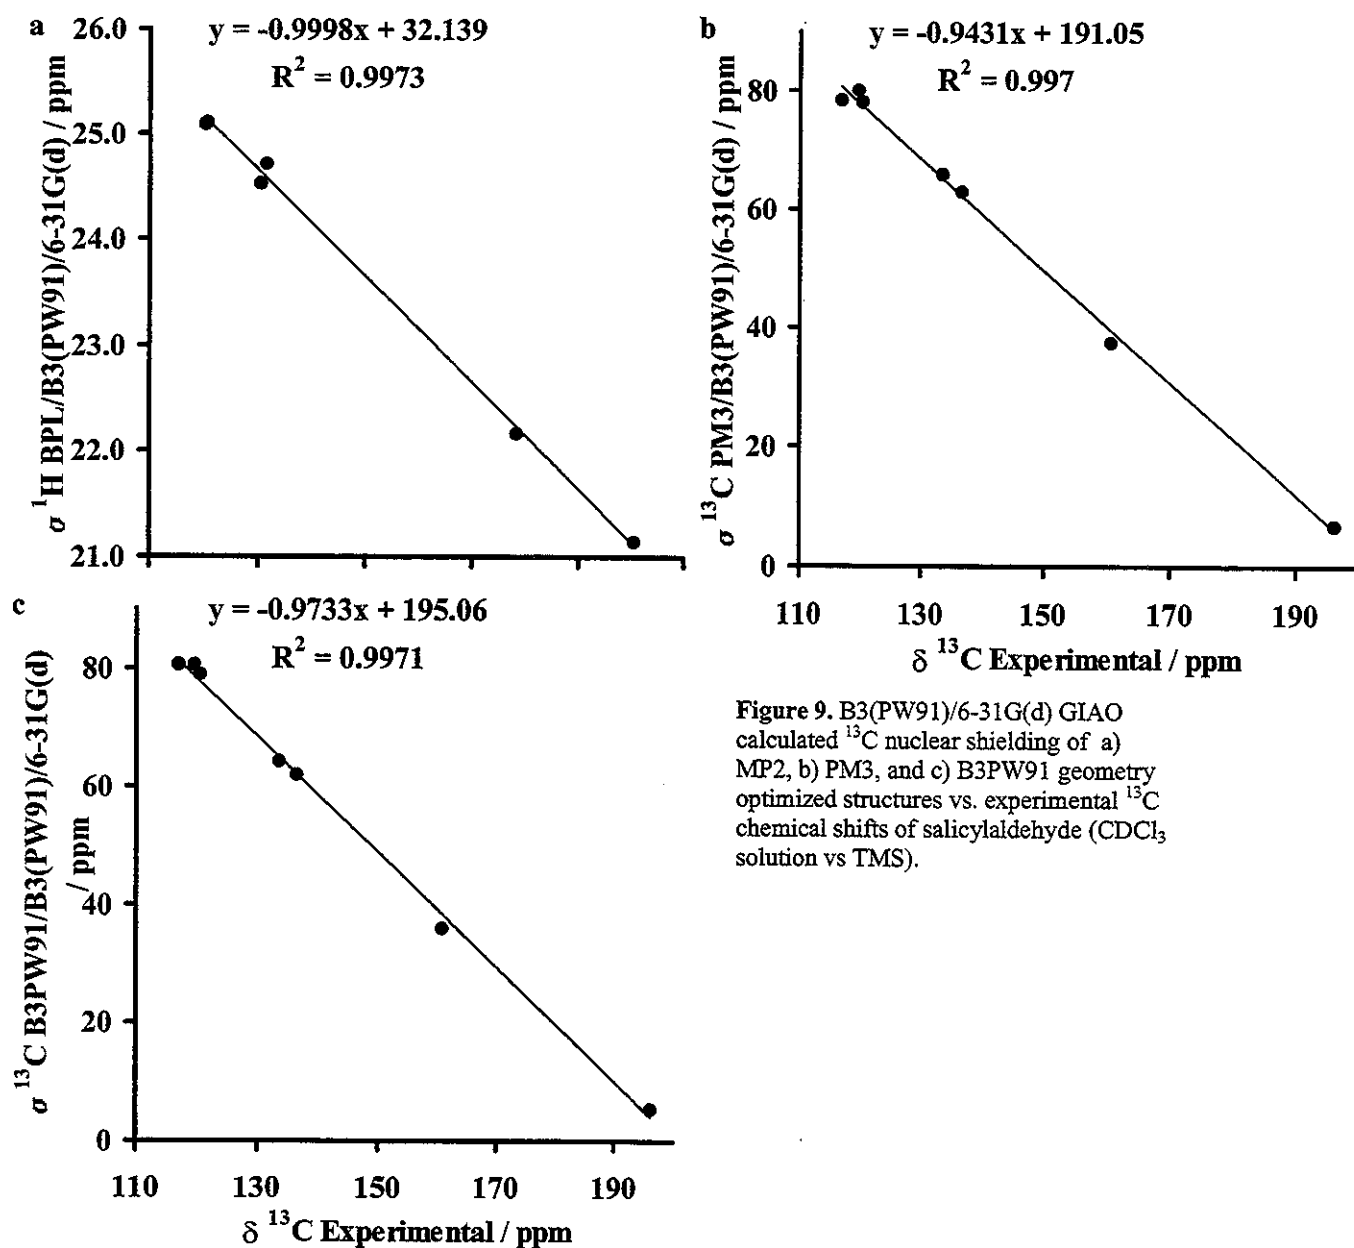 a
y = -0.9998x + 32.139
R² = 0.9973
σ ¹H BPL/B3(PW91)/6-31G(d) / ppm
26.0
25.0
24.0
23.0
22.0
21.0
b
y = -0.9431x + 191.05
R² = 0.997
σ ¹³C PM3/B3(PW91)/6-31G(d) / ppm
80
60
40
20
0
110 130 150 170 190
δ ¹³C Experimental / ppm
c
y = -0.9733x + 195.06
R² = 0.9971
σ ¹³C B3PW91/B3(PW91)/6-31G(d)
/ ppm
80
60
40
20
0
110 130 150 170 190
δ ¹³C Experimental / ppm
Figure 9. B3(PW91)/6-31G(d) GIAO
calculated ¹³C nuclear shielding of a)
MP2, b) PM3, and c) B3PW91 geometry
optimized structures vs. experimental ¹³C
chemical shifts of salicylaldehyde (CDCl₃
solution vs TMS).